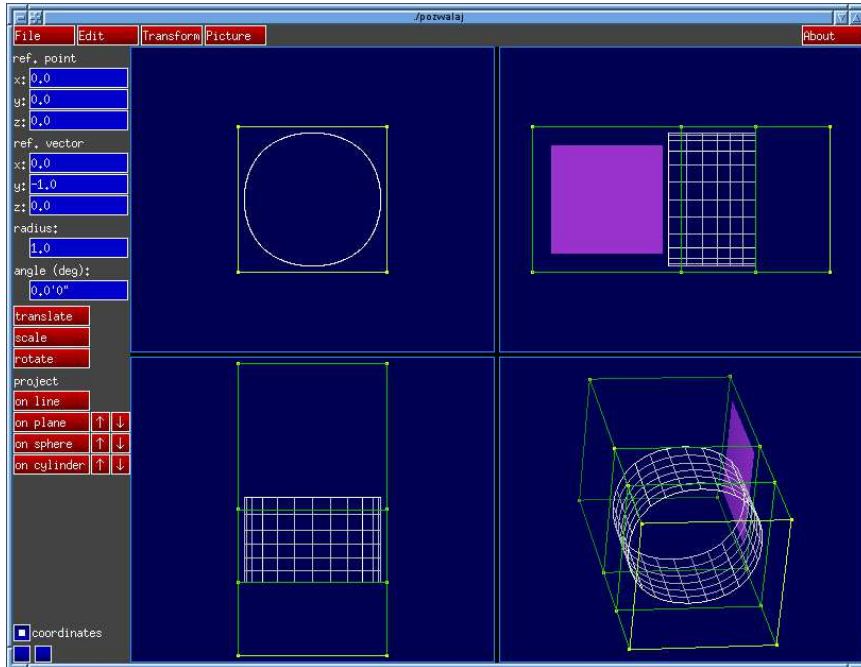 ./pozwalaj
File Edit Transform Picture About
ref. point
x: 0.0
y: 0.0
z: 0.0
ref. vector
x: 0.0
y: -1.0
z: 0.0
radius:
1.0
angle (deg):
0.0'0"
translate
scale
rotate
project
on line
on plane ↑ ↓
on sphere ↑ ↓
on cylinder ↑ ↓
coordinates